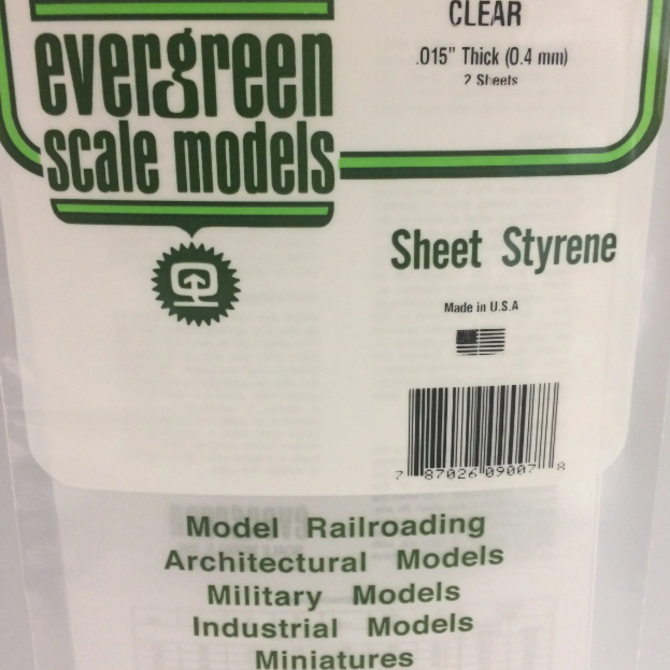 CLEAR
.015" Thick (0.4 mm)
2 Sheets
evergreen
scale models
Sheet Styrene
Made in U.S.A
7 87026 09007 8
Model Railroading
Architectural Models
Military Models
Industrial Models
Miniatures